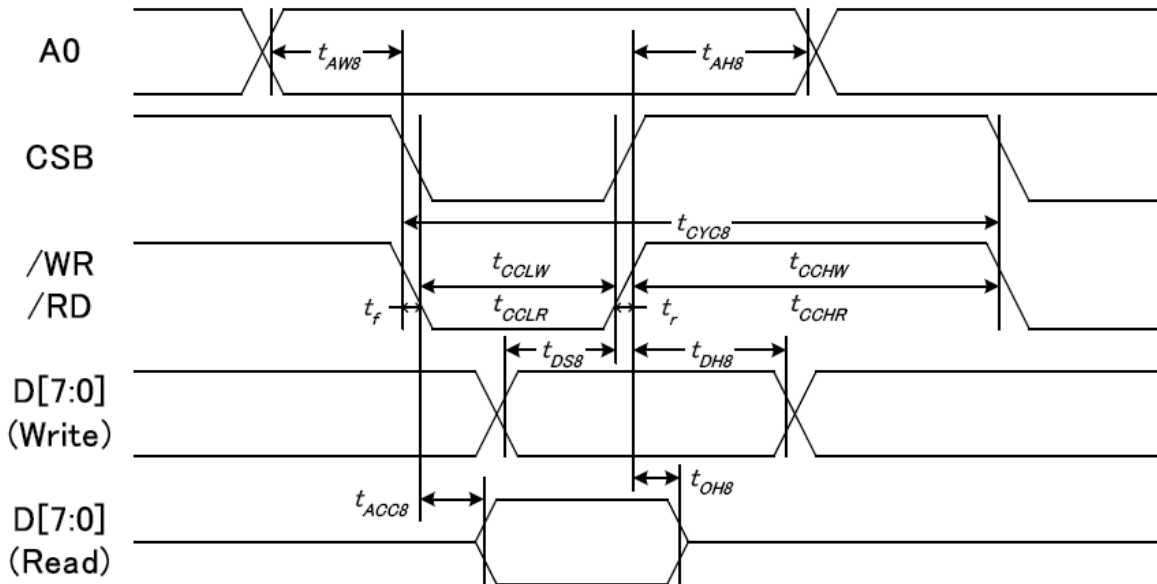 A0
t_AW8
t_AH8
CSB
t_CYC8
/WR
/RD
t_CCLW
t_CCHW
t_f
t_CCLR
t_r
t_CCHR
t_DS8
t_DH8
D[7:0]
(Write)
t_ACC8
t_OH8
D[7:0]
(Read)